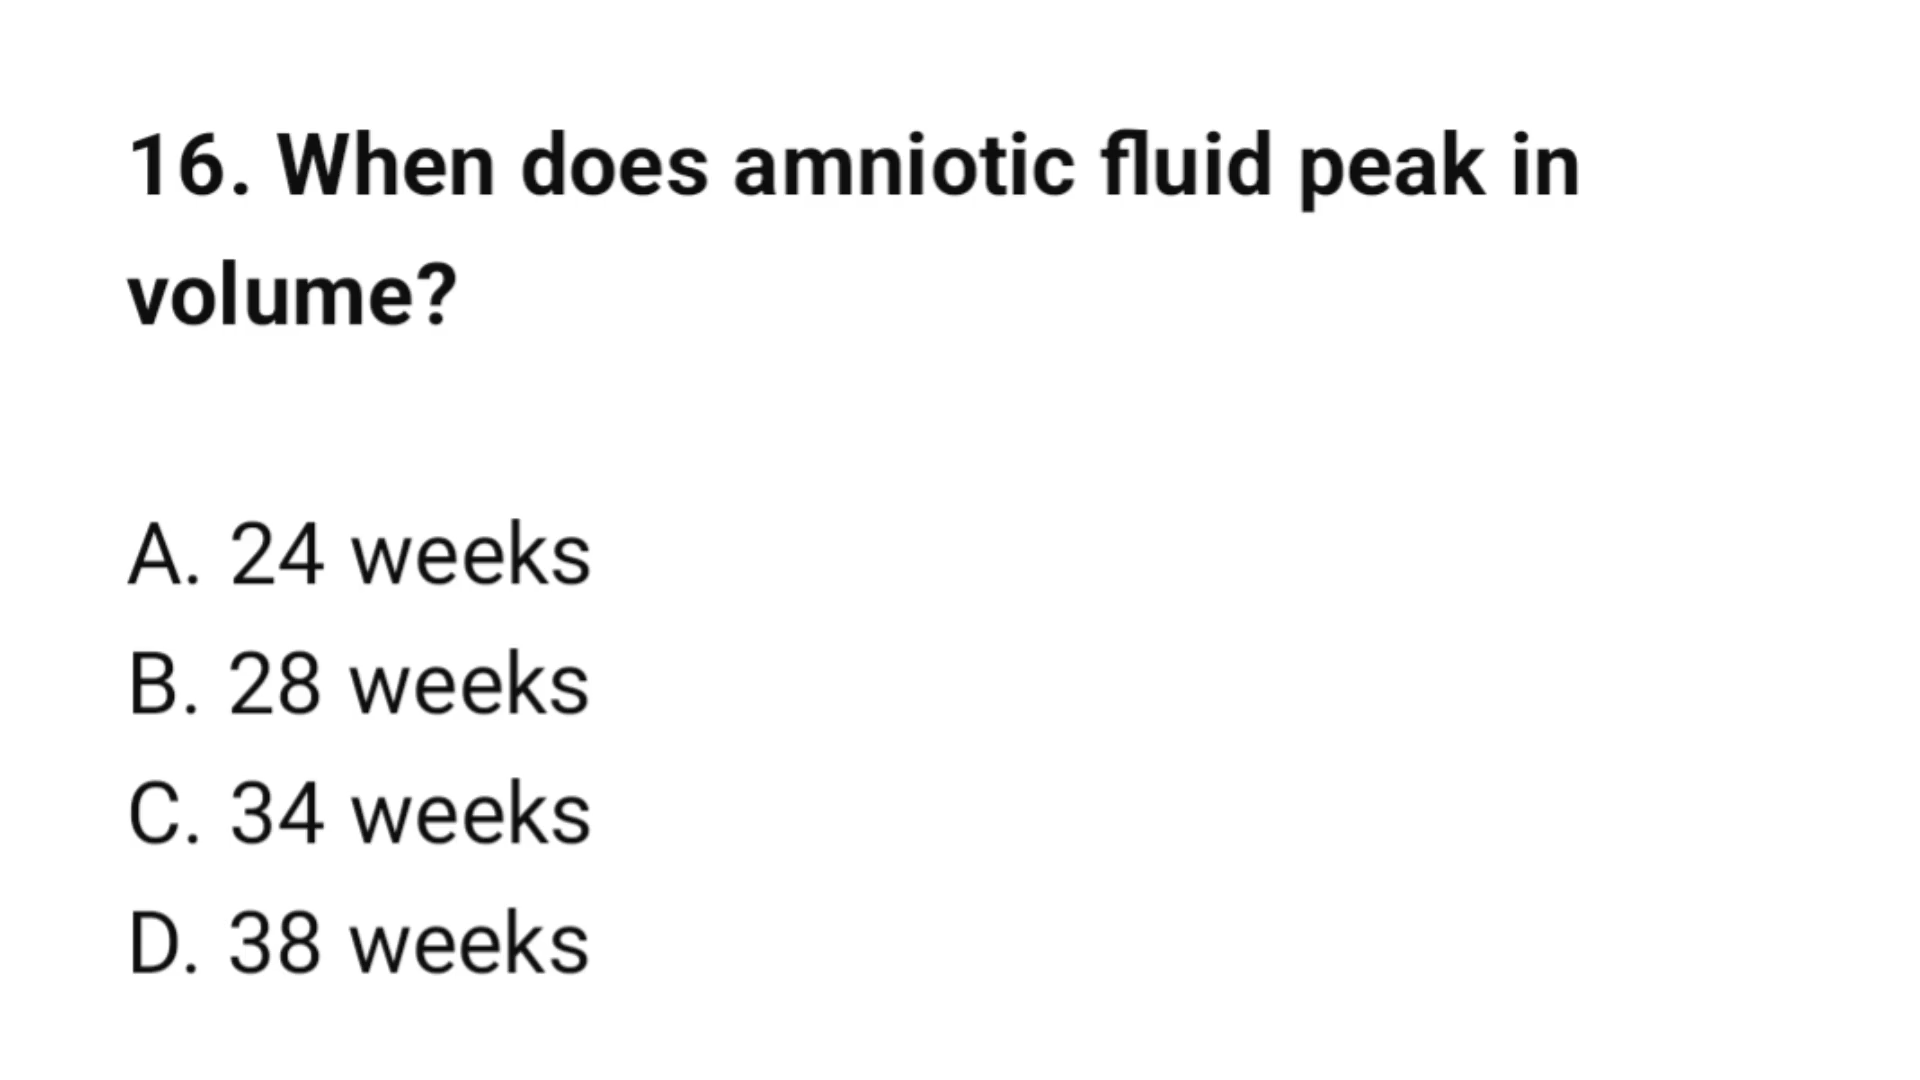 16. When does amniotic fluid peak in
volume?
A. 24 weeks
B. 28 weeks
C. 34 weeks
D. 38 weeks